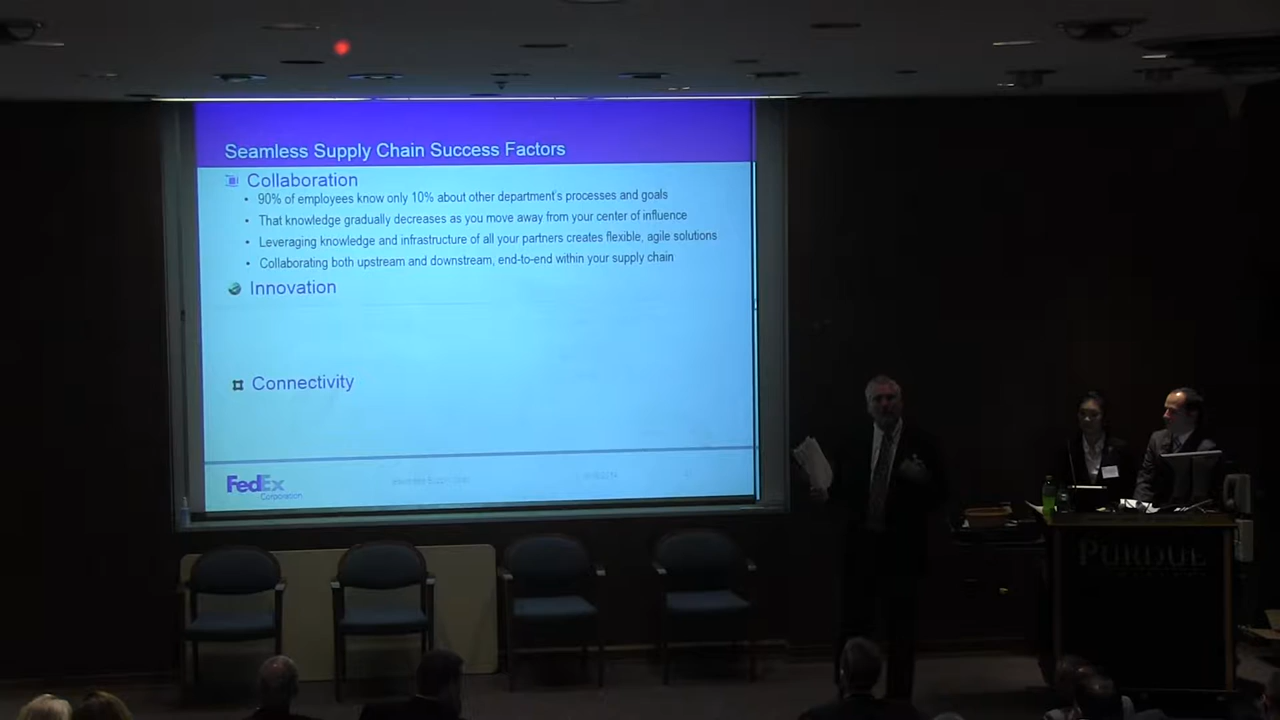 Seamless Supply Chain Success Factors
Collaboration
• 90% of employees know only 10% about other department's processes and goals
• That knowledge gradually decreases as you move away from your center of influence
• Leveraging knowledge and infrastructure of all your partners creates flexible, agile solutions
• Collaborating both upstream and downstream, end-to-end within your supply chain
Innovation
Connectivity
FedEx
Corporation
PURDUE